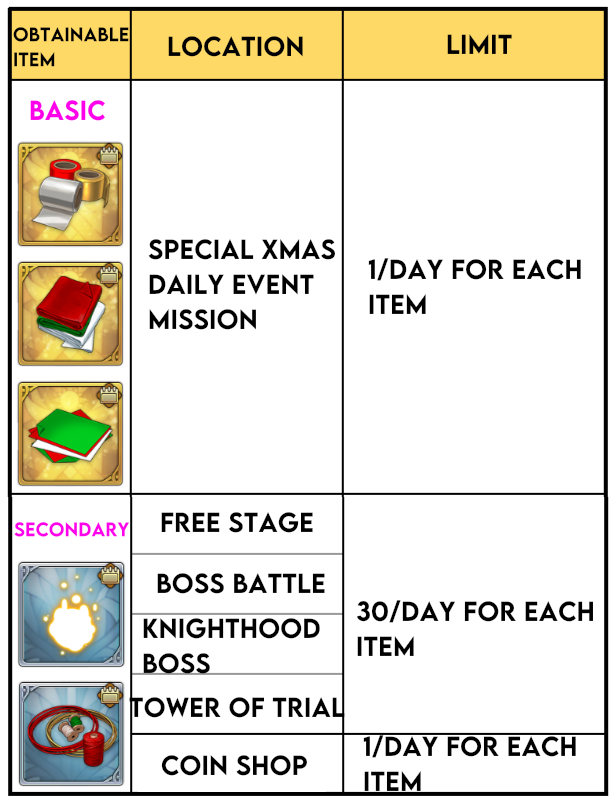 OBTAINABLE
ITEM
LOCATION
LIMIT
BASIC
SPECIAL XMAS
DAILY EVENT
MISSION
1/DAY FOR EACH
ITEM
SECONDARY
FREE STAGE
BOSS BATTLE
KNIGHTHOOD
BOSS
TOWER OF TRIAL
30/DAY FOR EACH
ITEM
COIN SHOP
1/DAY FOR EACH
ITEM